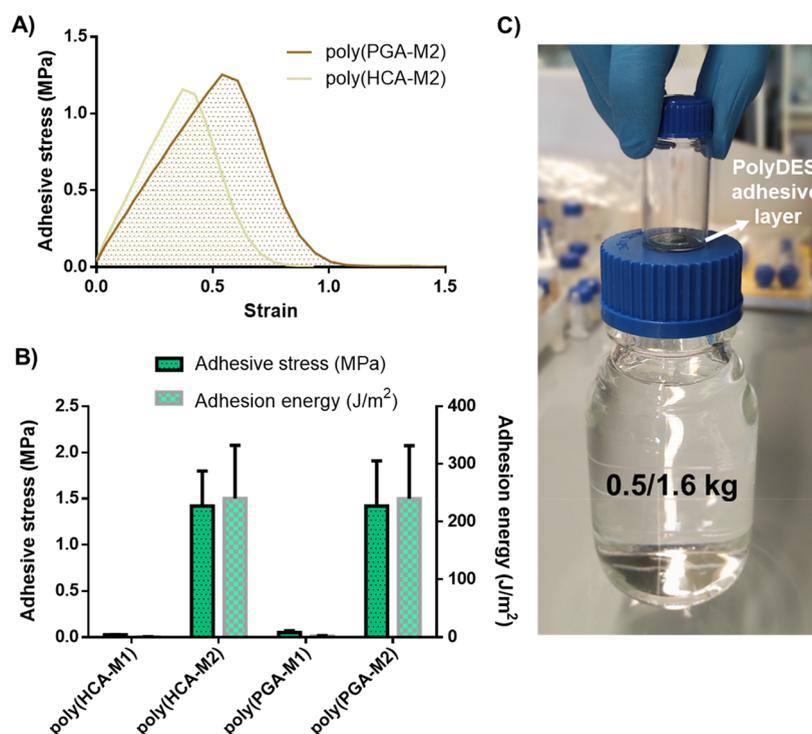 A)
Adhesive stress (MPa)
1.5
1.0
0.5
0.0
0.0 0.5 1.0 1.5
Strain
poly(PGA-M2)
poly(HCA-M2)
B)
Adhesive stress (MPa)
Adhesion energy (J/m²)
Adhesive stress (MPa)
2.5
2.0
1.5
1.0
0.5
0.0
400
300
200
100
0
Adhesion energy (J/m²)
poly(HCA-M1)
poly(HCA-M2)
poly(PGA-M1)
poly(PGA-M2)
C)
PolyDES
adhesive
layer
0.5/1.6 kg